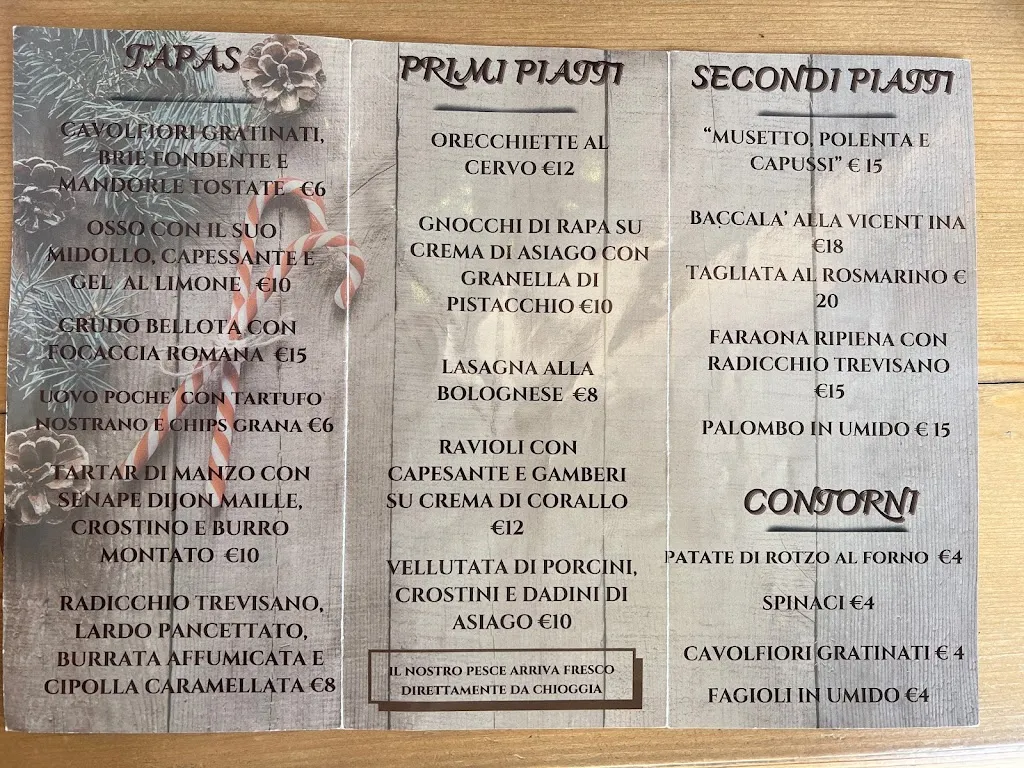 TAPAS
CAVOLFIORI GRATINATI,
BRIE FONDENTE E
MANDORLE TOSTATE €6
OSSO CON IL SUO
MIDOLLO, CAPESSANTE E
GEL AL LIMONE €10
CRUDO BELLOTA CON
FOCACCIA ROMANA €15
UOVO POCHE' CON TARTUFO
NOSTRANO E CHIPS GRANA €6
TARTAR DI MANZO CON
SENAPE DIJON MAILLE,
CROSTINO E BURRO
MONTATO €10
RADICCHIO TREVISANO,
LARDO PANCETTATO,
BURRATA AFFUMICATA E
CIPOLLA CARAMELLATA €8
PRIMI PIATTI
ORECCHIETTE AL
CERVO €12
GNOCCHI DI RAPA SU
CREMA DI ASIAGO CON
GRANELLA DI
PISTACCHIO €10
LASAGNA ALLA
BOLOGNESE €8
RAVIOLI CON
CAPESANTE E GAMBERI
SU CREMA DI CORALLO
€12
VELLUTATA DI PORCINI,
CROSTINI E DADINI DI
ASIAGO €10
IL NOSTRO PESCE ARRIVA FRESCO
DIRETTAMENTE DA CHIOGGIA
SECONDI PIATTI
“MUSETTO, POLENTA E
CAPUSSI” € 15
BACCALA' ALLA VICENT INA
€18
TAGLIATA AL ROSMARINO €
20
FARAONA RIPIENA CON
RADICCHIO TREVISANO
€15
PALOMBO IN UMIDO € 15
CONTORNI
PATATE DI ROTZO AL FORNO €4
SPINACI €4
CAVOLFIORI GRATINATI € 4
FAGIOLI IN UMIDO €4